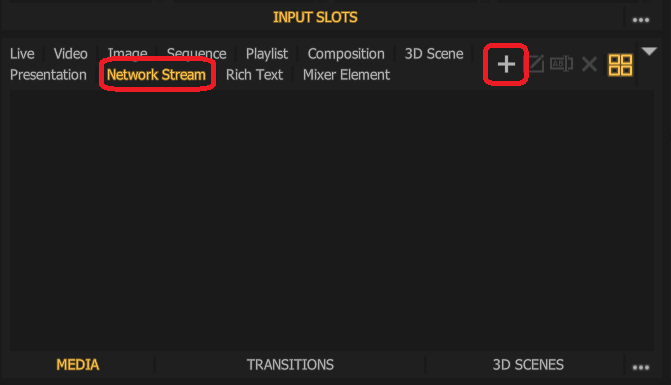 INPUT SLOTS
Live Video Image Sequence Playlist Composition 3D Scene
Presentation Network Stream Rich Text Mixer Element
MEDIA TRANSITIONS 3D SCENES